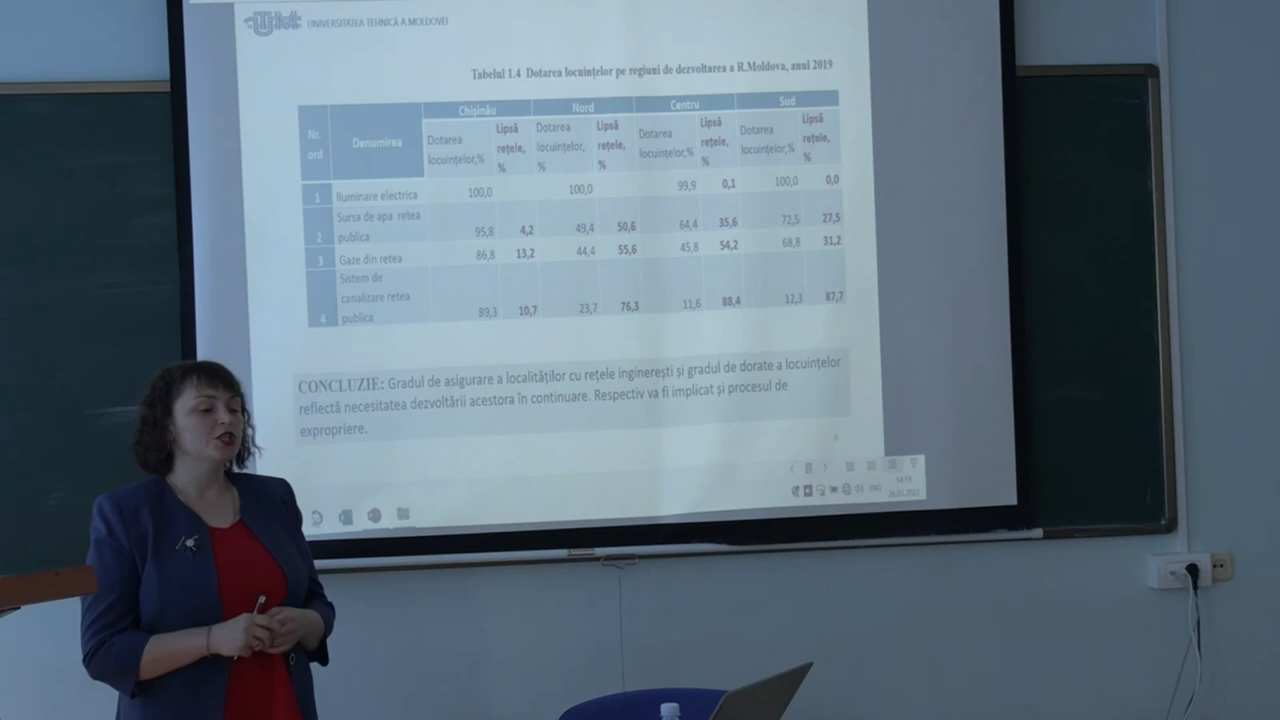 UTM UNIVERSITATEA TEHNICĂ A MOLDOVEI
Tabelul 1.4 Dotarea locuințelor pe regiuni de dezvoltarea a R.Moldova, anul 2019
Nr. ord Denumirea Chișinău Nord Centru Sud
Dotarea locuințelor,% Lipsă rețele, % Dotarea locuințelor, % Lipsă rețele, % Dotarea locuințelor,% Lipsă rețele, % Dotarea locuințelor,% Lipsă rețele, %
1 Iluminare electrica 100,0 100,0 99,9 0,1 100,0 0,0
2 Sursa de apa retea publica 95,8 4,2 49,4 50,6 64,4 35,6 72,5 27,5
3 Gaze din retea 86,8 13,2 44,4 55,6 45,8 54,2 68,8 31,2
4 Sistem de canalizare retea publica 89,3 10,7 23,7 76,3 11,6 88,4 12,3 87,7
CONCLUZIE: Gradul de asigurare a localităților cu rețele inginerești și gradul de dorate a locuințelor
reflectă necesitatea dezvoltării acestora în continuare. Respectiv va fi implicat și procesul de
expropriere.
ENG 14:19
26.05.2022